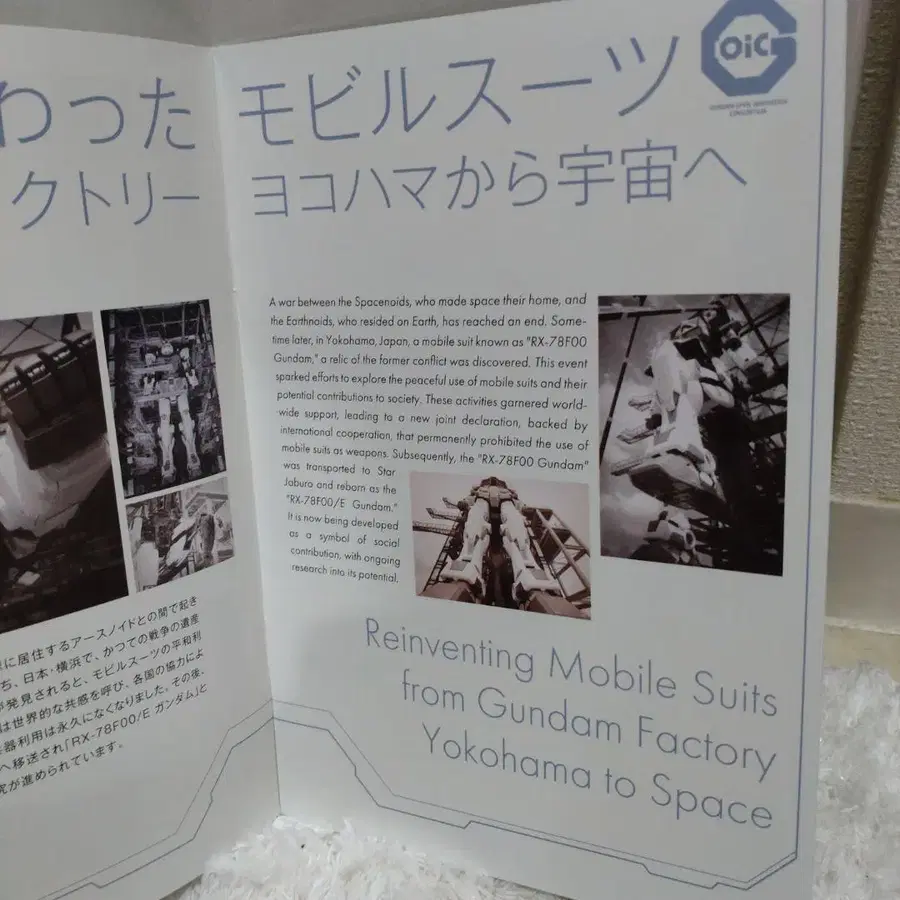 わった
クトリー
モビルスーツ
ヨコハマから宇宙へ
OiC
A war between the Spacenoids, who made space their home, and
the Earthnoids, who resided on Earth, has reached an end. Some-
time later, in Yokohama, Japan, a mobile suit known as "RX-78F00
Gundam," a relic of the former conflict was discovered. This event
sparked efforts to explore the peaceful use of mobile suits and their
potential contributions to society. These activities garnered world-
wide support, leading to a new joint declaration, backed by
international cooperation, that permanently prohibited the use of
mobile suits as weapons. Subsequently, the "RX-78F00 Gundam"
was transported to Star
Jaburo and reborn as the
"RX-78F00/E Gundam."
It is now being developed
as a symbol of social
contribution, with ongoing
research into its potential.
に居住するアースノイドとの間で起き
ち、日本・横浜で、かつての戦争の遺産
が発見されると、モビルスーツの平和利
は世界的な共感を呼び、各国の協力によ
器利用は永久になくなりました。その後、
へ移送され「RX-78F00/E ガンダム」と
究が進められています。
Reinventing Mobile Suits
from Gundam Factory
Yokohama to Space